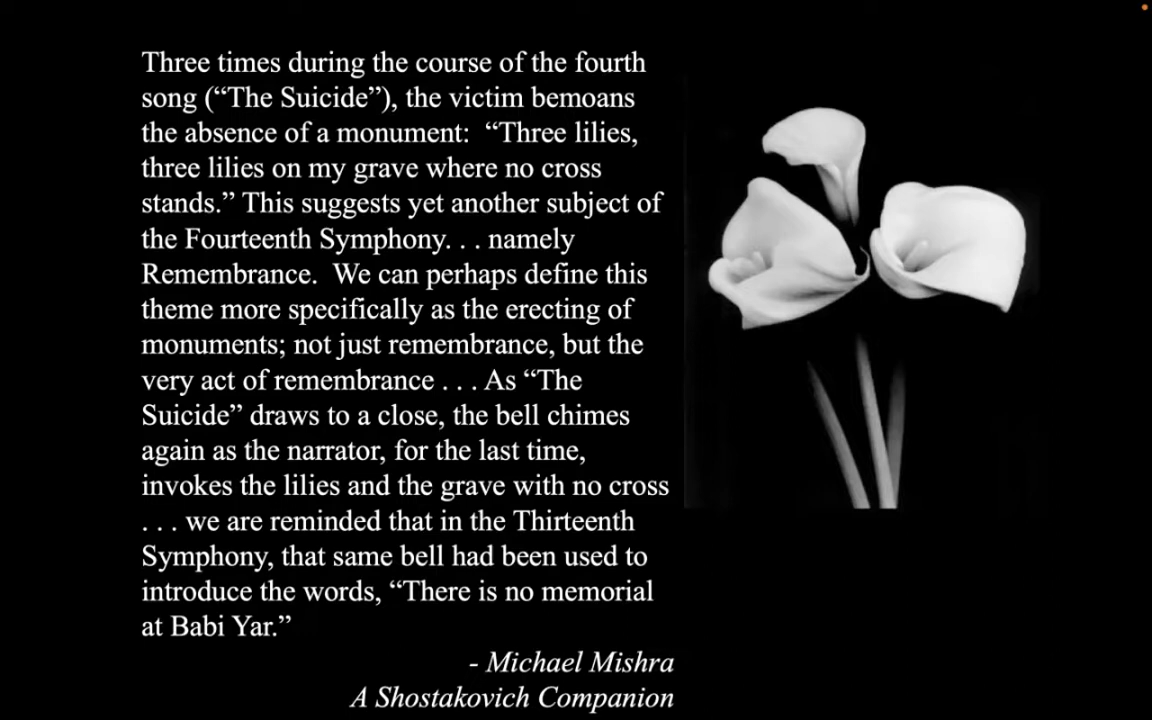 Three times during the course of the fourth
song (“The Suicide”), the victim bemoans
the absence of a monument:  “Three lilies,
three lilies on my grave where no cross
stands.” This suggests yet another subject of
the Fourteenth Symphony. . . namely
Remembrance.  We can perhaps define this
theme more specifically as the erecting of
monuments; not just remembrance, but the
very act of remembrance . . . As “The
Suicide” draws to a close, the bell chimes
again as the narrator, for the last time,
invokes the lilies and the grave with no cross
. . . we are reminded that in the Thirteenth
Symphony, that same bell had been used to
introduce the words, “There is no memorial
at Babi Yar.”
- Michael Mishra
A Shostakovich Companion